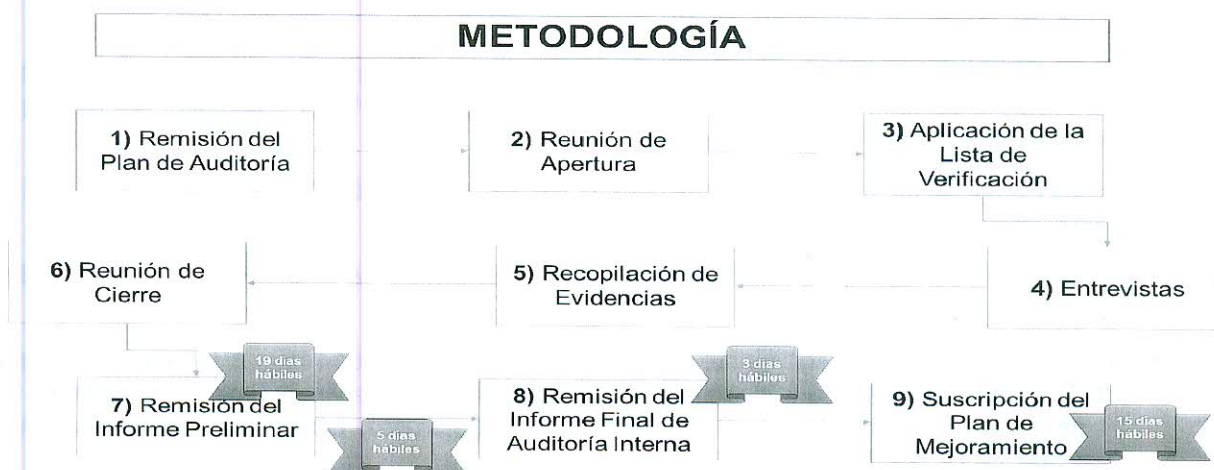 METODOLOGÍA
1) Remisión del
Plan de Auditoría
2) Reunión de
Apertura
3) Aplicación de la
Lista de
Verificación
4) Entrevistas
5) Recopilación de
Evidencias
6) Reunión de
Cierre
19 días
hábiles
7) Remisión del
Informe Preliminar
5 días
hábiles
8) Remisión del
Informe Final de
Auditoría Interna
3 días
hábiles
9) Suscripción del
Plan de
Mejoramiento
15 días
hábiles